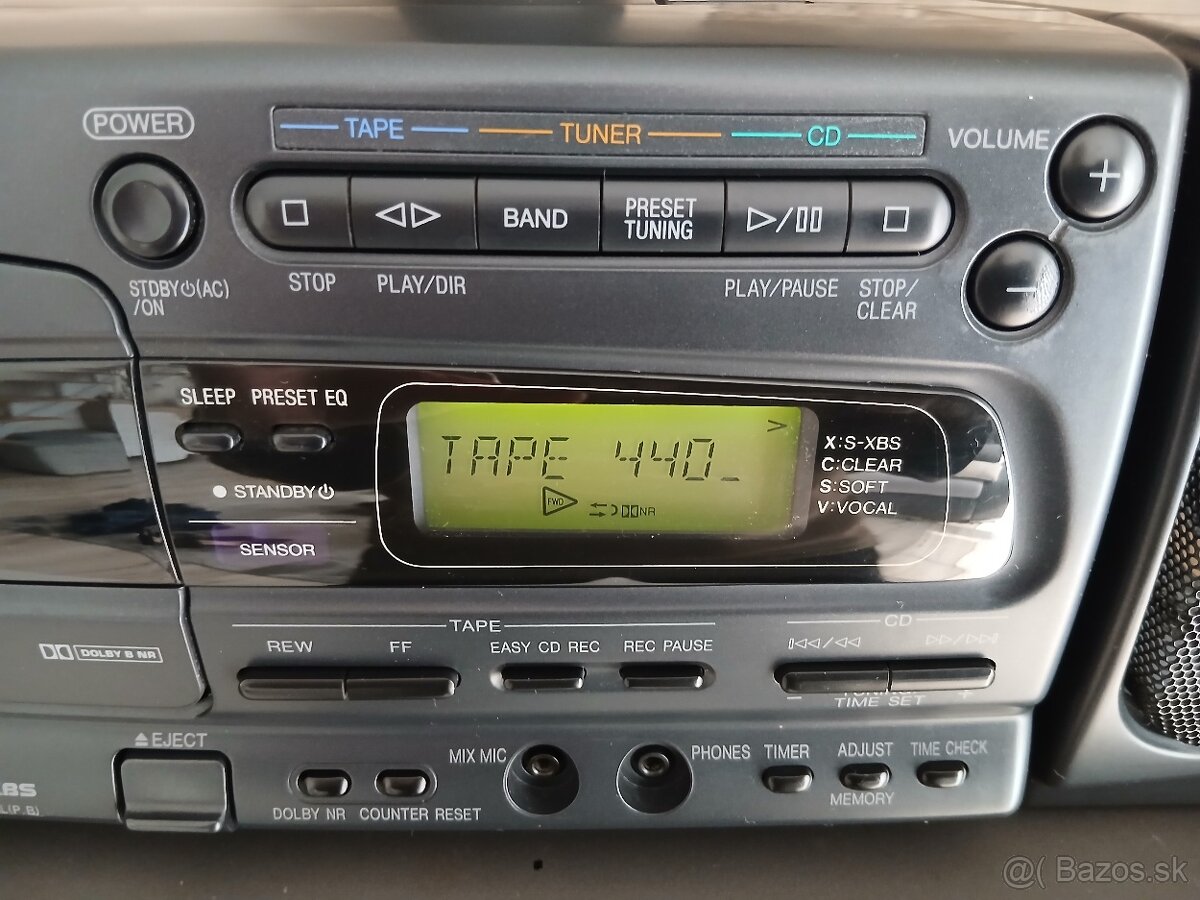 POWER
TAPE TUNER CD
VOLUME
+
BAND
PRESET
TUNING
−
STDBY⏻(AC)
/ON
STOP
PLAY/DIR
PLAY/PAUSE
STOP/
CLEAR
SLEEP PRESET EQ
TAPE 440_
>
FWD
NR
X:S-XBS
C:CLEAR
S:SOFT
V:VOCAL
STANDBY⏻
SENSOR
TAPE
CD
REW
FF
EASY CD REC
REC PAUSE
DOLBY B NR
− +
TIME SET
EJECT
MIX MIC
PHONES
TIMER
ADJUST
TIME CHECK
MEMORY
DOLBY NR
COUNTER RESET
@( Bazos.sk